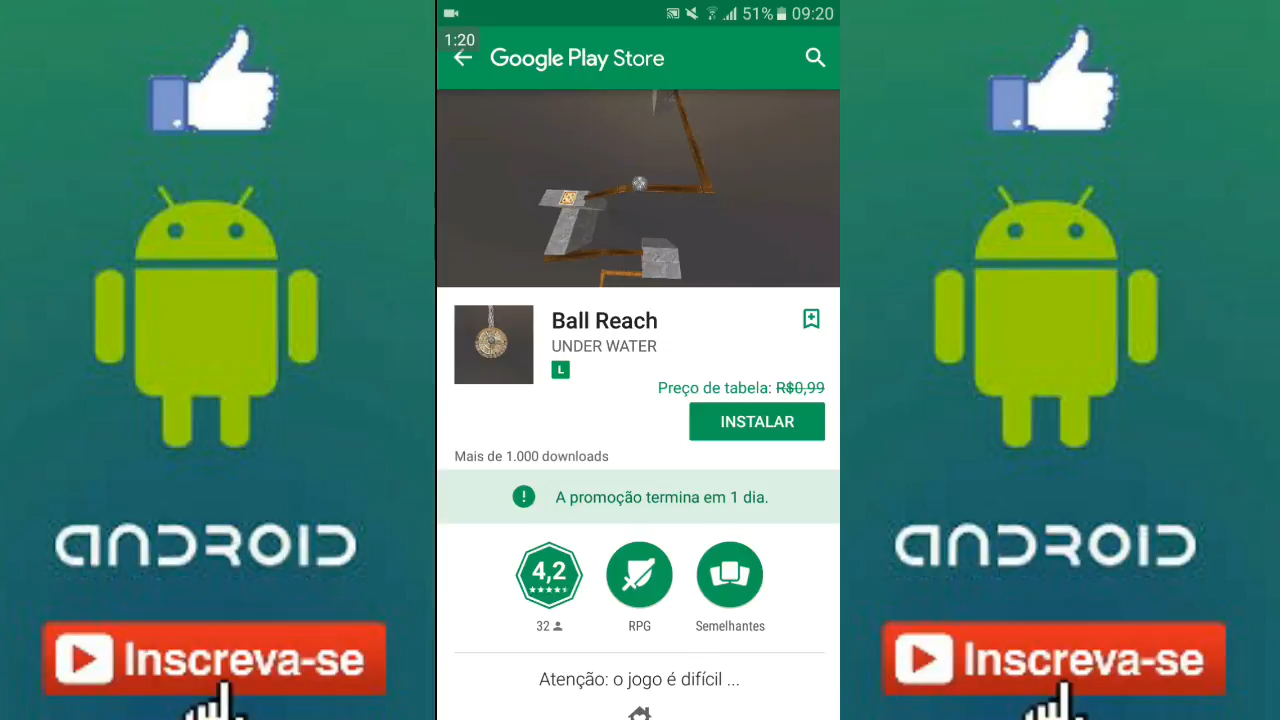 51% 09:20
1:20
Google Play Store
Ball Reach
UNDER WATER
L
Preço de tabela: R$0,99
INSTALAR
Mais de 1.000 downloads
A promoção termina em 1 dia.
4,2
32
RPG
Semelhantes
Atenção: o jogo é difícil ...
ANDROID
Inscreva-se
ANDROID
Inscreva-se